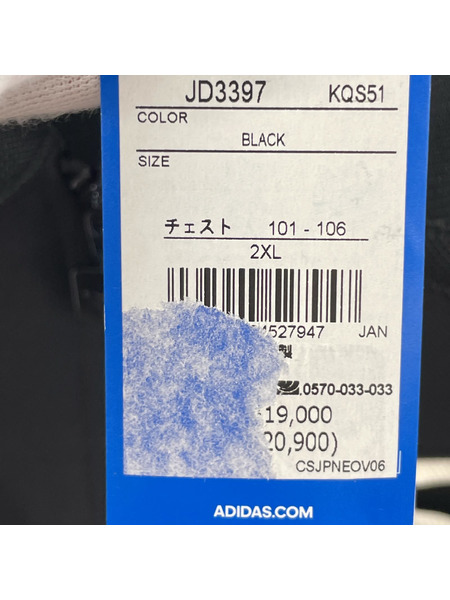 JD3397 KQS51
COLOR
BLACK
SIZE
チェスト 101 - 106
2XL
4527947 JAN
製
.0570-033-033
19,000
20,900)
CSJPNEOV06
ADIDAS.COM